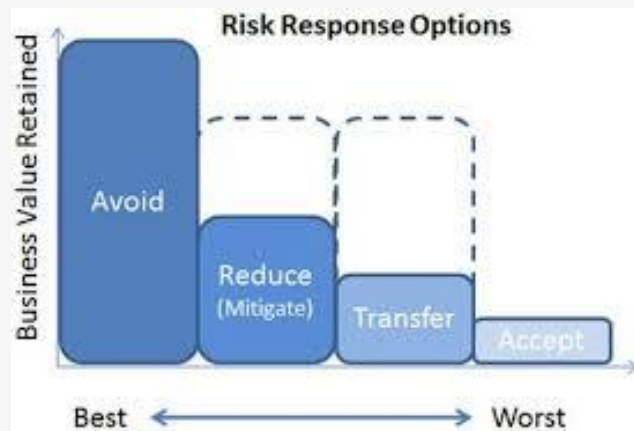 Risk Response Options
Business Value Retained
Avoid
Reduce
(Mitigate)
Transfer
Accept
Best
Worst